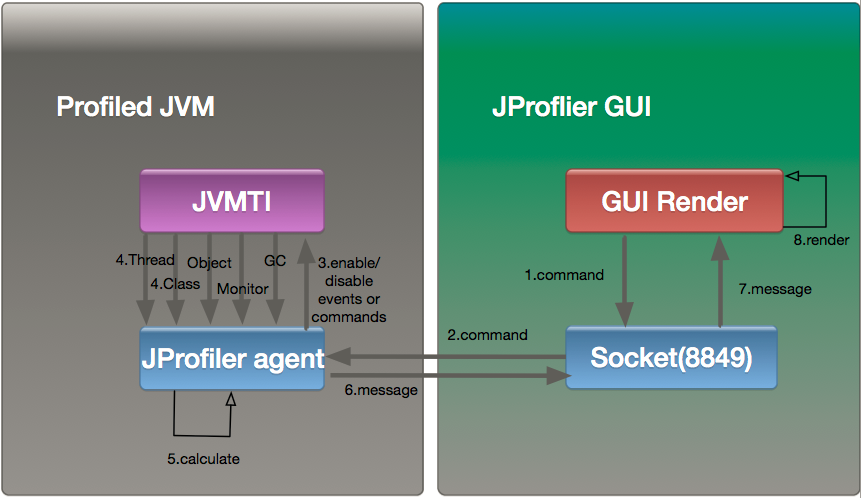 Profiled JVM
JProflier GUI
JVMTI
GUI Render
4.Thread
Object
GC
4.Class
Monitor
3.enable/
disable
events or
commands
8.render
1.command
7.message
JProfiler agent
2.command
Socket(8849)
6.message
5.calculate